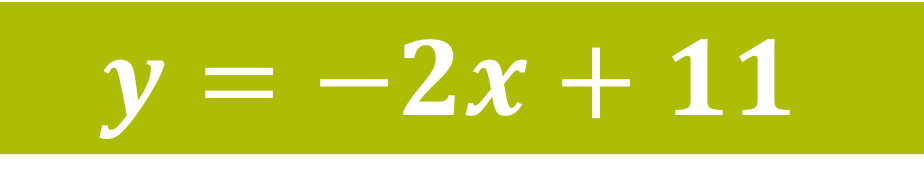 y = −2x + 11